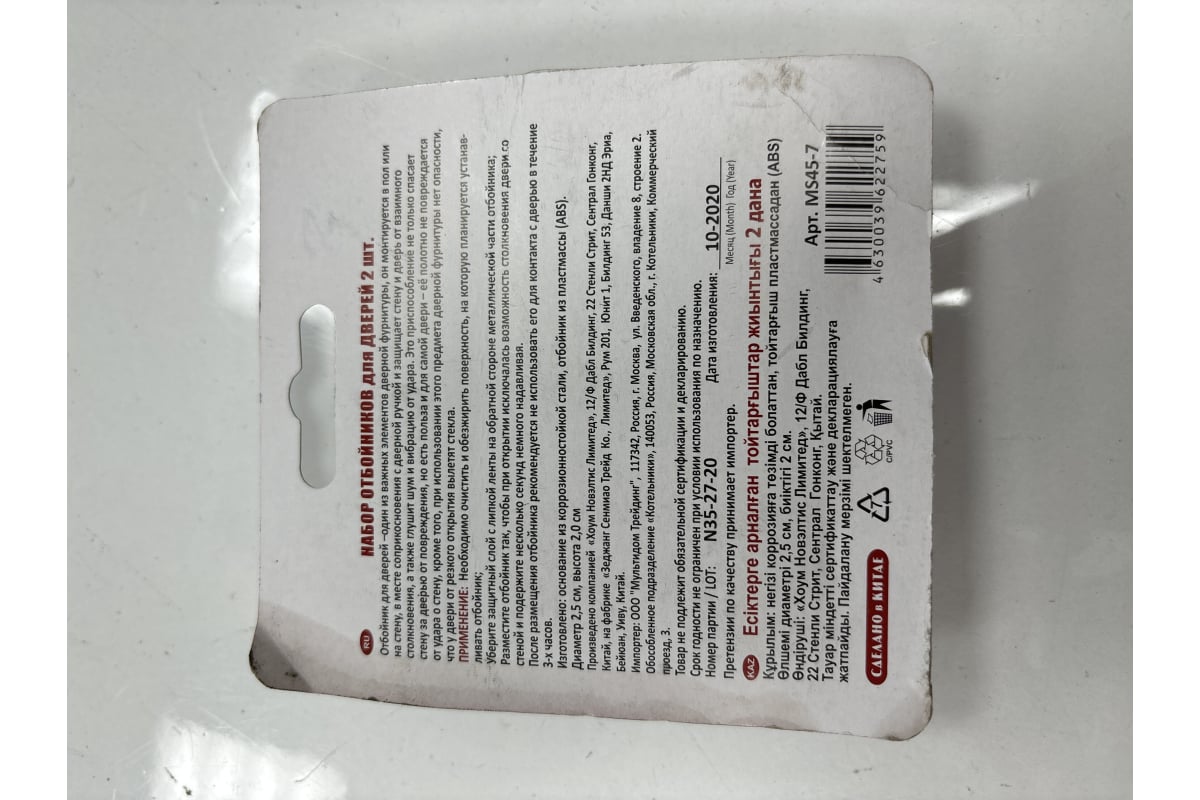 НАБОР ОТБОЙНИКОВ ДЛЯ ДВЕРЕЙ 2 ШТ.
RU
Отбойник для дверей –один из важных элементов дверной фурнитуры, он монтируется в пол или
на стену, в месте соприкосновения с дверной ручкой и защищает стену и дверь от взаимного
столкновения, а также глушит шум и вибрацию от удара. Это приспособление не только спасает
стену за дверью от повреждения, но есть польза и для самой двери – её полотно не повреждается
от удара о стену, кроме того, при использовании этого предмета дверной фурнитуры нет опасности,
что у двери от резкого открытия вылетят стекла.
ПРИМЕНЕНИЕ: Необходимо очистить и обезжирить поверхность, на которую планируется устанав-
ливать отбойник;
Уберите защитный слой с липкой ленты на обратной стороне металлической части отбойника;
Разместите отбойник так, чтобы при открытии исключалась возможность столкновения двери со
стеной и подержите несколько секунд немного надавливая.
После размещения отбойника рекомендуется не использовать его для контакта с дверью в течение
3-х часов.
Изготовлено: основание из коррозионностойкой стали, отбойник из пластмассы (ABS).
Диаметр 2,5 см, высота 2,0 см
Произведено компанией «Хоум Новэлтис Лимитед», 12/Ф Дабл Билдинг, 22 Стенли Стрит, Сентрал Гонконг,
Китай, на фабрике «Зеджанг Сенмиао Трейд Ко., Лимитед», Рум 201, Юнит 1, Билдинг 53, Данши 2НД Эриа,
Бейюан, Уиву, Китай.
Импортер: ООО "Мультидом Трейдинг", 117342, Россия, г. Москва, ул. Введенского, владение 8, строение 2.
Обособленное подразделение «Котельники», 140053, Россия, Московская обл., г. Котельники, Коммерческий
проезд, 3.
Товар не подлежит обязательной сертификации и декларированию.
Срок годности не ограничен при условии использования по назначению.
Номер партии / LOT: N35-27-20 Дата изготовления: 10-2020
Месяц (Month) Год (Year)
Претензии по качеству принимает импортер.
KAZ Есіктерге арналған тойтарғыштар жиынтығы 2 дана
Құрылым: негізі коррозияға төзімді болаттан, тойтарғыш пластмассадан (ABS)
Өлшемі диаметрі 2,5 см, биіктігі 2 см.
Өндіруші: «Хоум Новэлтис Лимитед», 12/Ф Дабл Билдинг,
22 Стенли Стрит, Сентрал Гонконг, Қытай.
Тауар міндетті сертификаттау және декларациялауға
жатпайды. Пайдалану мерзімі шектелмеген.
Арт. MS45-7
4 630039 622759
СДЕЛАНО в КИТАЕ
C/PVC